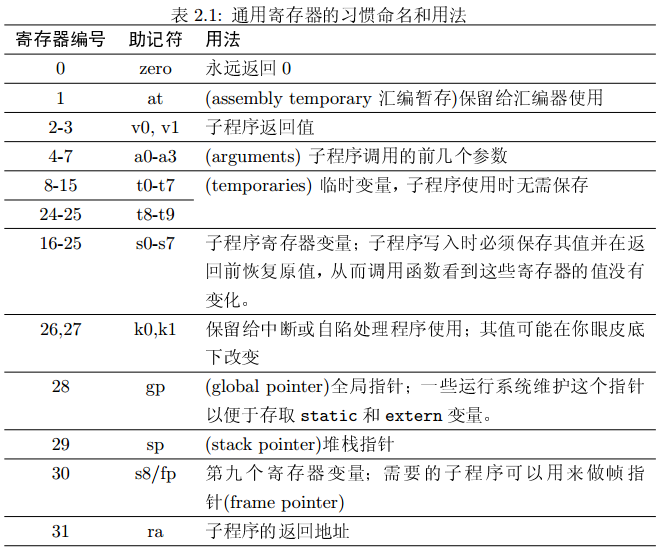 表 2.1: 通用寄存器的习惯命名和用法
寄存器编号 助记符 用法
0 zero 永远返回 0
1 at (assembly temporary 汇编暂存)保留给汇编器使用
2-3 v0, v1 子程序返回值
4-7 a0-a3 (arguments) 子程序调用的前几个参数
8-15 t0-t7 (temporaries) 临时变量，子程序使用时无需保存
24-25 t8-t9
16-25 s0-s7 子程序寄存器变量；子程序写入时必须保存其值并在返
回前恢复原值，从而调用函数看到这些寄存器的值没有
变化。
26,27 k0,k1 保留给中断或自陷处理程序使用；其值可能在你眼皮底
下改变
28 gp (global pointer)全局指针；一些运行系统维护这个指针
以便于存取 static 和 extern 变量。
29 sp (stack pointer)堆栈指针
30 s8/fp 第九个寄存器变量；需要的子程序可以用来做帧指
针(frame pointer)
31 ra 子程序的返回地址